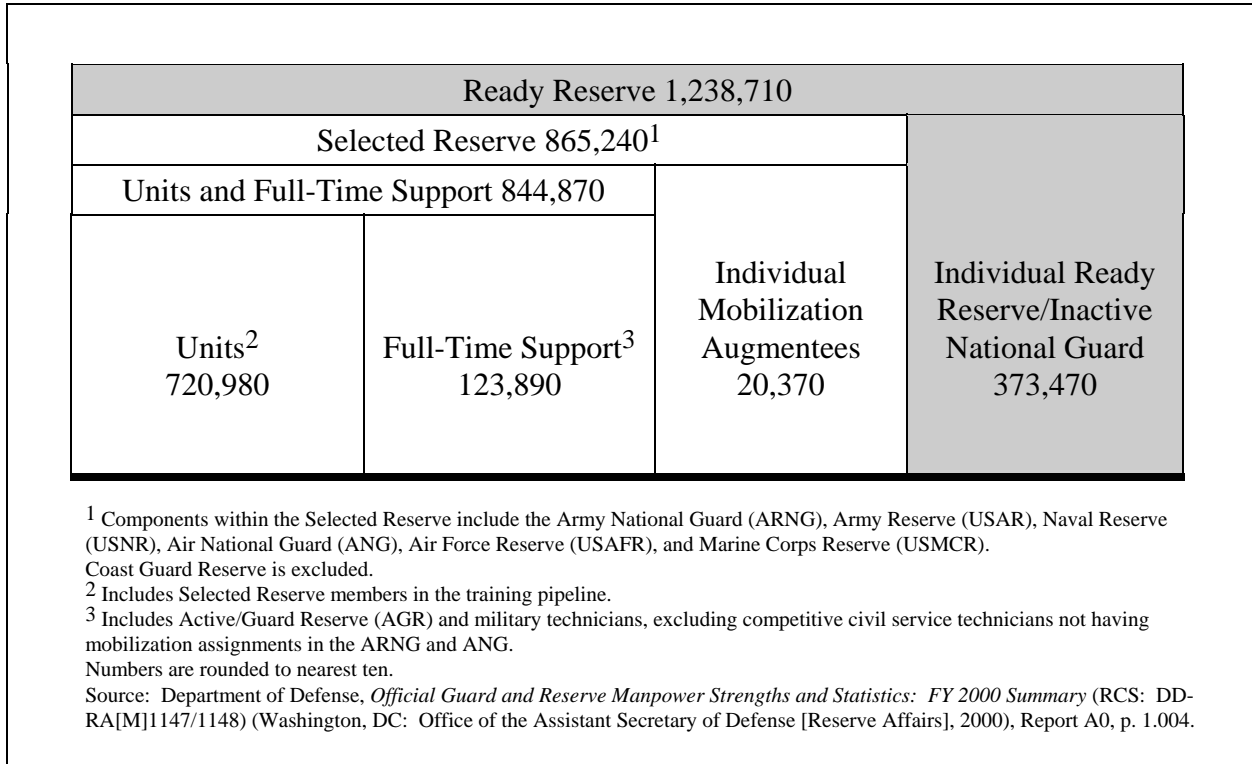 Ready Reserve 1,238,710
Selected Reserve 865,240¹
Units and Full-Time Support 844,870
Units²
720,980
Full-Time Support³
123,890
Individual
Mobilization
Augmentees
20,370
Individual Ready
Reserve/Inactive
National Guard
373,470
¹ Components within the Selected Reserve include the Army National Guard (ARNG), Army Reserve (USAR), Naval Reserve
(USNR), Air National Guard (ANG), Air Force Reserve (USAFR), and Marine Corps Reserve (USMCR).
Coast Guard Reserve is excluded.
² Includes Selected Reserve members in the training pipeline.
³ Includes Active/Guard Reserve (AGR) and military technicians, excluding competitive civil service technicians not having
mobilization assignments in the ARNG and ANG.
Numbers are rounded to nearest ten.
Source:  Department of Defense, Official Guard and Reserve Manpower Strengths and Statistics:  FY 2000 Summary (RCS:  DD-
RA[M]1147/1148) (Washington, DC:  Office of the Assistant Secretary of Defense [Reserve Affairs], 2000), Report A0, p. 1.004.